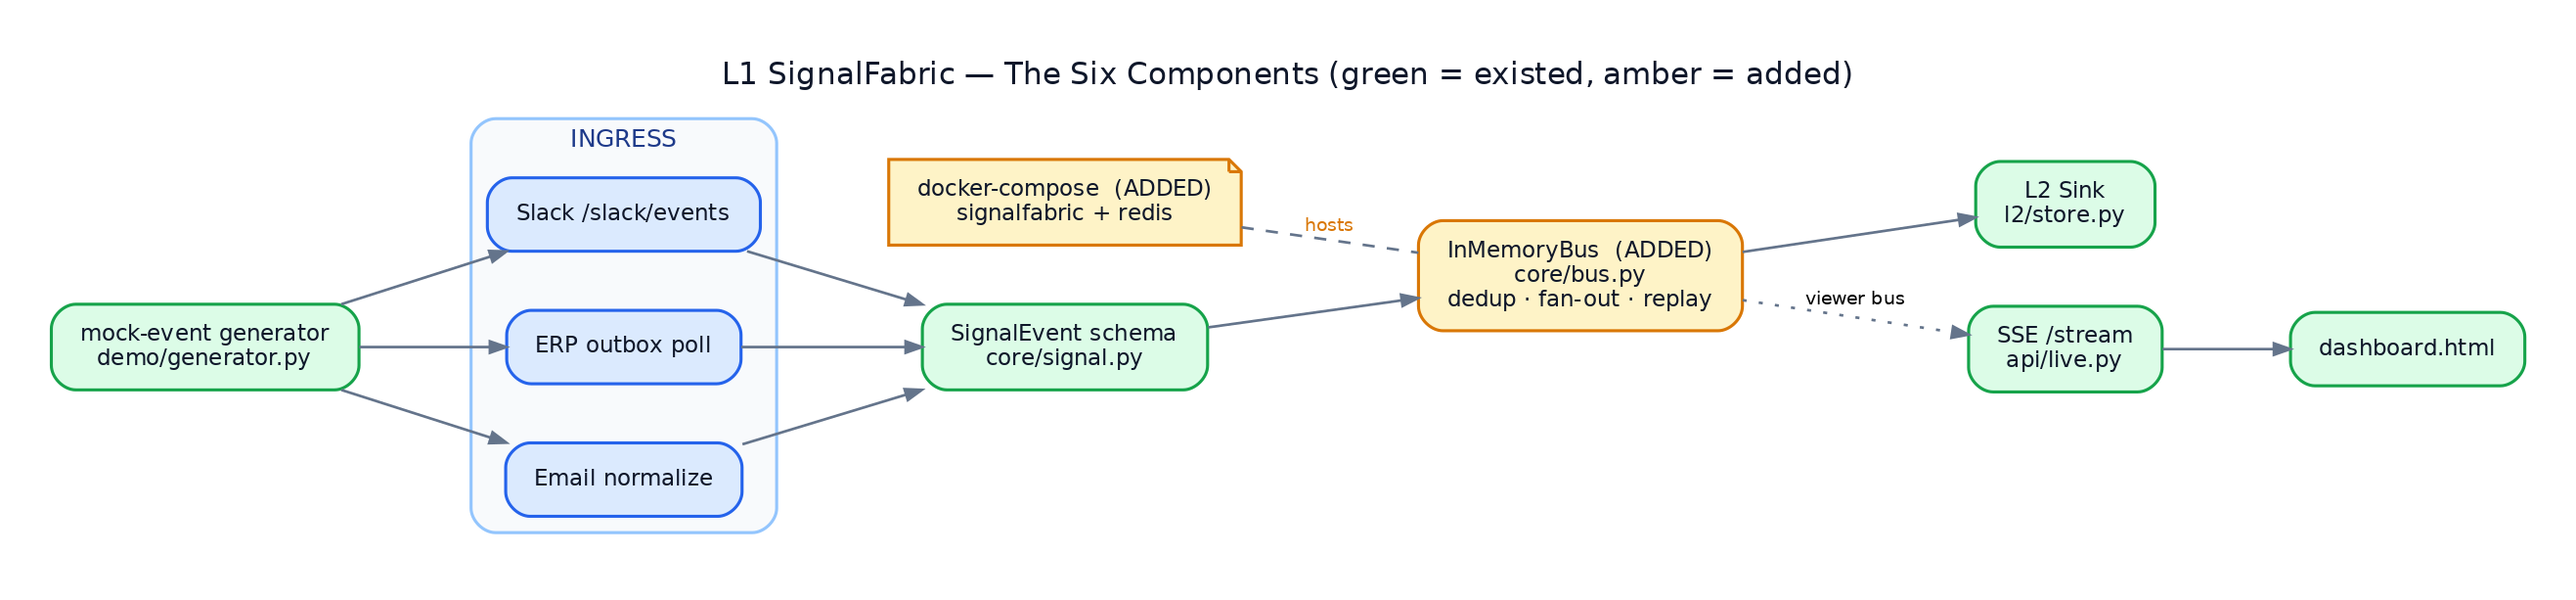 L1 SignalFabric — The Six Components (green = existed, amber = added)
mock-event generator
demo/generator.py
INGRESS
Slack /slack/events
ERP outbox poll
Email normalize
docker-compose  (ADDED)
signalfabric + redis
SignalEvent schema
core/signal.py
hosts
InMemoryBus  (ADDED)
core/bus.py
dedup · fan-out · replay
viewer bus
L2 Sink
l2/store.py
SSE /stream
api/live.py
dashboard.html